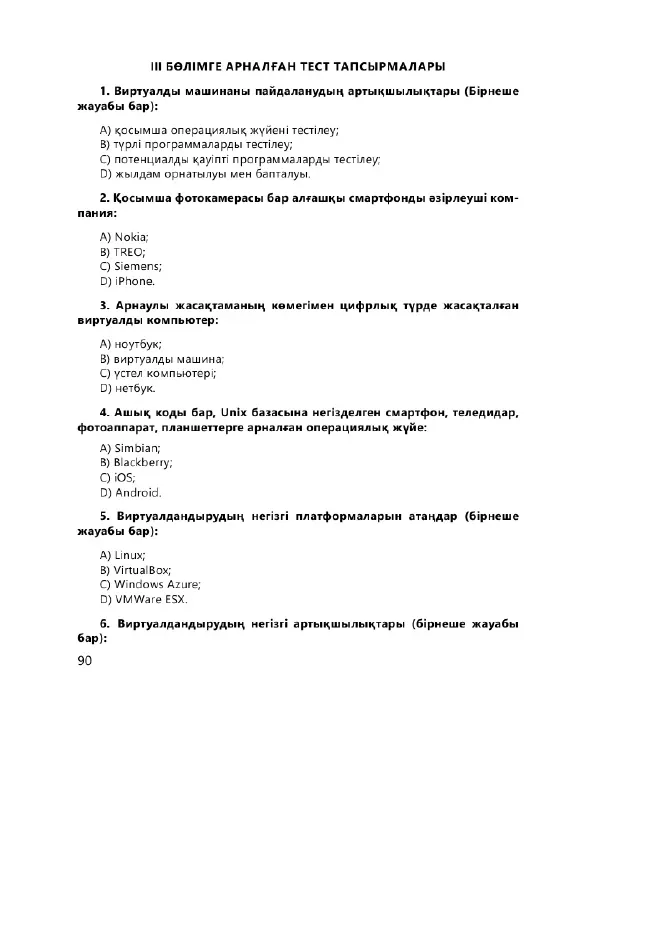 III БӨЛІМГЕ АРНАЛҒАН ТЕСТ ТАПСЫРМАЛАРЫ
1. Виртуалды машинаны пайдаланудың артықшылықтары (Бірнеше
жауабы бар):
A) қосымша операциялық жүйені тестілеу;
B) түрлі программаларды тестілеу;
C) потенциалды қауіпті программаларды тестілеу;
D) жылдам орнатылуы мен бапталуы.
2. Қосымша фотокамерасы бар алғашқы смартфонды әзірлеуші ком-
пания:
A) Nokia;
B) TREO;
C) Siemens;
D) iPhone.
3. Арнаулы жасақтаманың көмегімен цифрлық түрде жасақталған
виртуалды компьютер:
A) ноутбук;
B) виртуалды машина;
C) үстел компьютері;
D) нетбук.
4. Ашық коды бар, Unix базасына негізделген смартфон, теледидар,
фотоаппарат, планшеттерге арналған операциялық жүйе:
A) Simbian;
B) Blackberry;
C) iOS;
D) Android.
5. Виртуалдандырудың негізгі платформаларын атаңдар (бірнеше
жауабы бар):
A) Linux;
B) VirtualBox;
C) Windows Azure;
D) VMWare ESX.
6. Виртуалдандырудың негізгі артықшылықтары (бірнеше жауабы
бар):
90